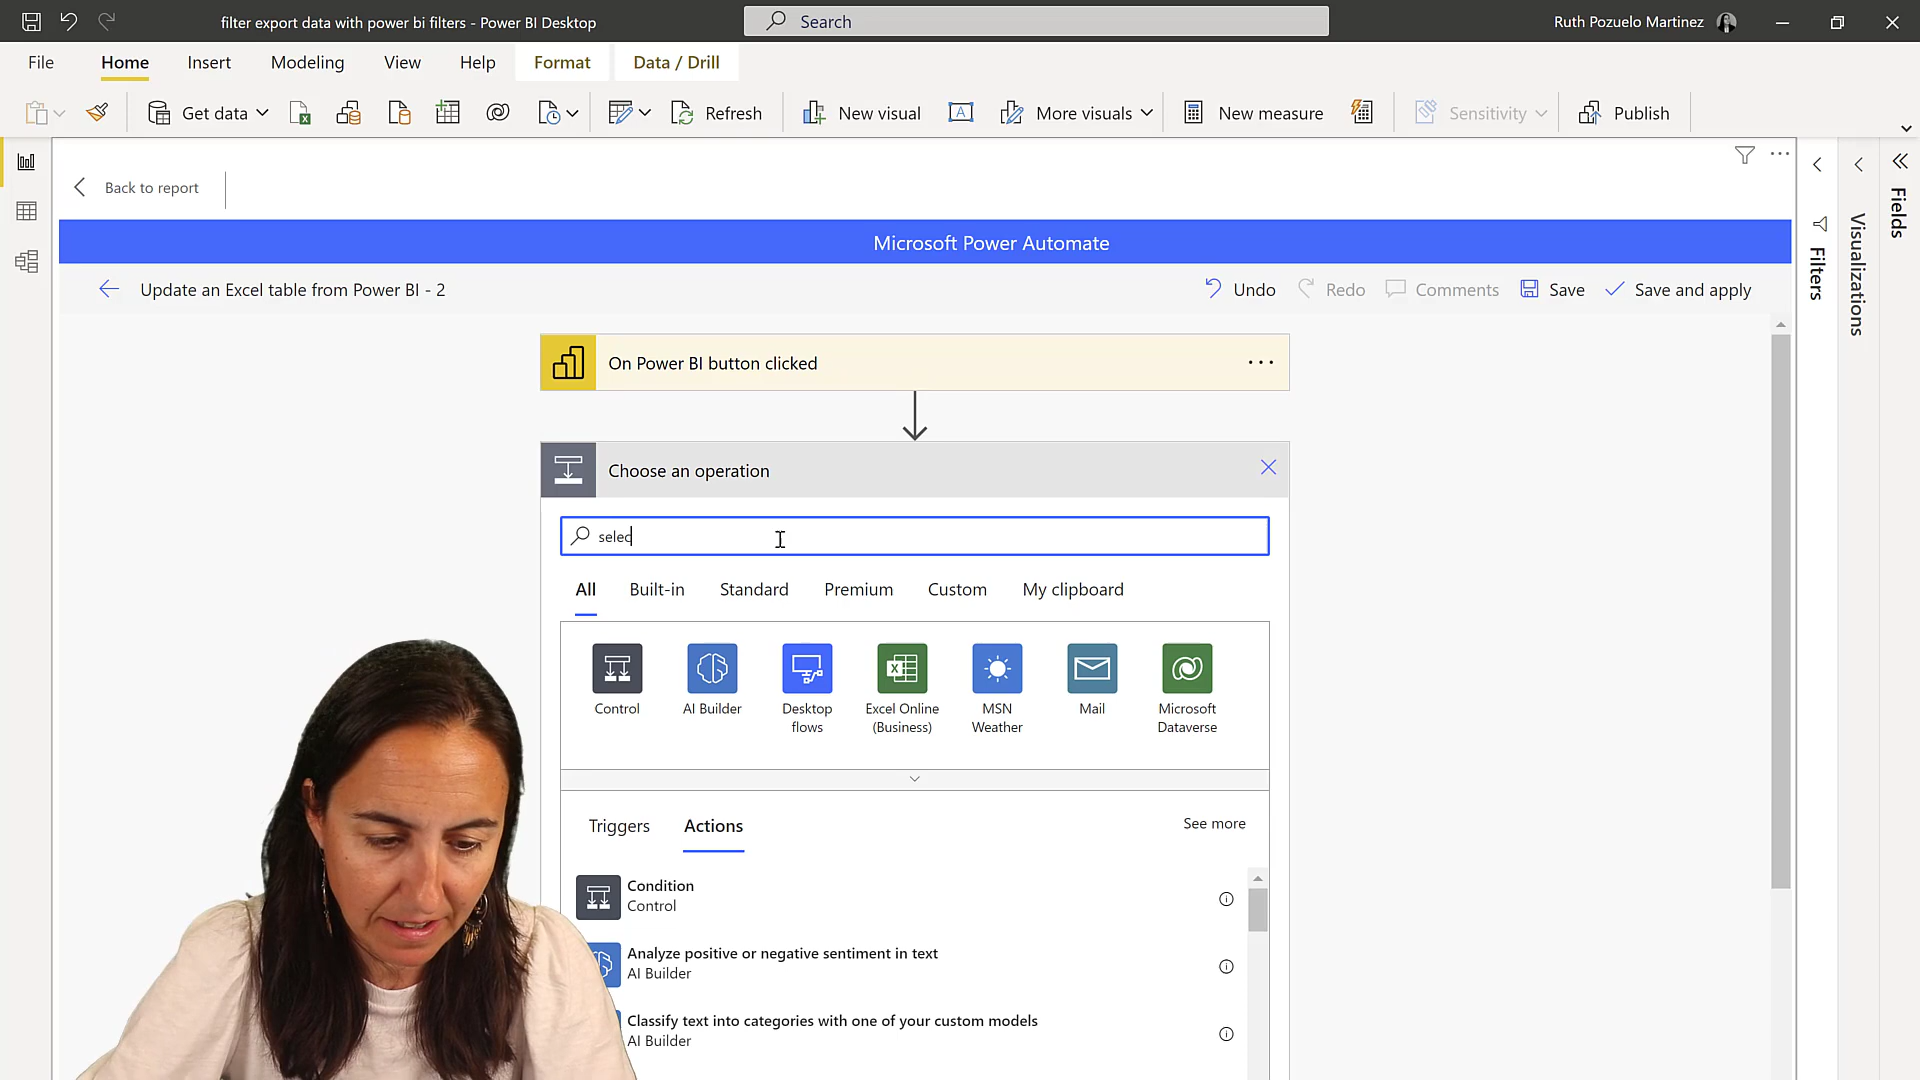 filter export data with power bi filters - Power BI Desktop
Search
Ruth Pozuelo Martinez
File
Home
Insert
Modeling
View
Help
Format
Data / Drill
Get data
Refresh
New visual
More visuals
New measure
Sensitivity
Publish
Back to report
Microsoft Power Automate
Update an Excel table from Power BI - 2
Undo
Redo
Comments
Save
Save and apply
Filters
Visualizations
Fields
On Power BI button clicked
Choose an operation
selec
All
Built-in
Standard
Premium
Custom
My clipboard
Control
AI Builder
Desktop
flows
Excel Online
(Business)
MSN
Weather
Mail
Microsoft
Dataverse
Triggers
Actions
See more
Condition
Control
Analyze positive or negative sentiment in text
AI Builder
Classify text into categories with one of your custom models
AI Builder